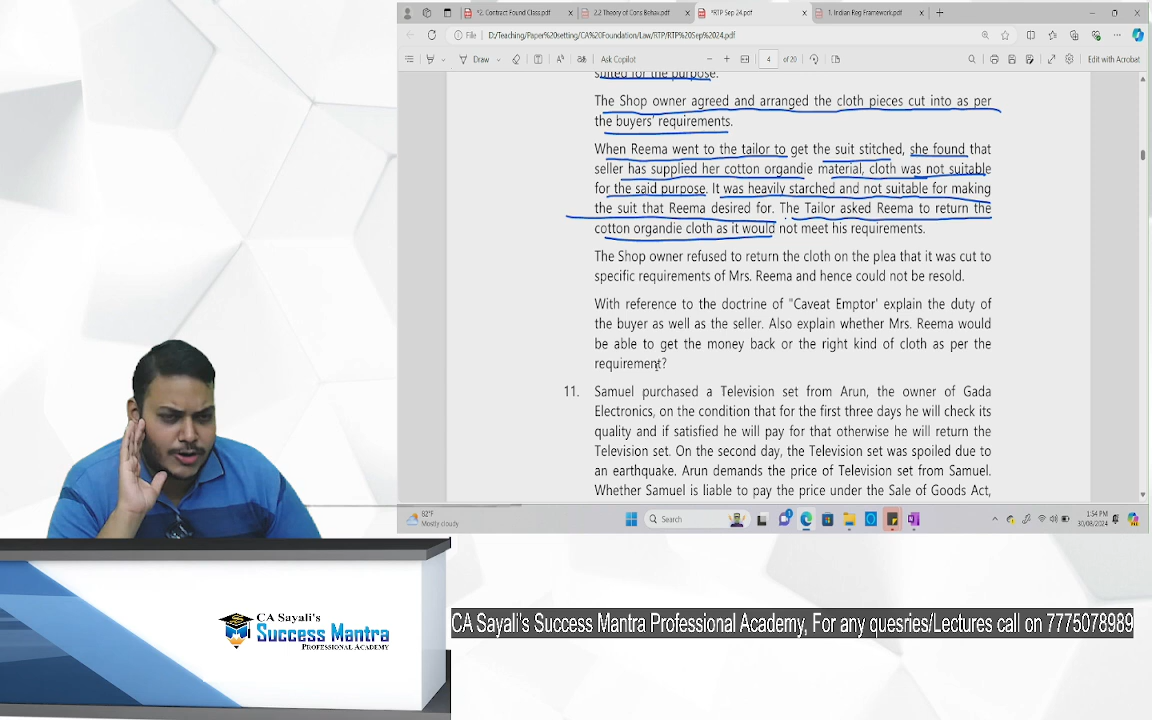 2. Contract Found Class.pdf
2.2 Theory of Cons Behak.pdf
*RTP Sep 24.pdf
1. Indian Reg Framework.pdf
File
D:/Teaching/Paper%20setting/CA%20Foundation/Law/RTP/RTP%20Sep%2024.pdf
Draw
Ask Copilot
4
of 20
Edit with Acrobat
suited for the purpose.
The Shop owner agreed and arranged the cloth pieces cut into as per
the buyers' requirements.
When Reema went to the tailor to get the suit stitched, she found that
seller has supplied her cotton organdie material, cloth was not suitable
for the said purpose. It was heavily starched and not suitable for making
the suit that Reema desired for. The Tailor asked Reema to return the
cotton organdie cloth as it would not meet his requirements.
The Shop owner refused to return the cloth on the plea that it was cut to
specific requirements of Mrs. Reema and hence could not be resold.
With reference to the doctrine of "Caveat Emptor' explain the duty of
the buyer as well as the seller. Also explain whether Mrs. Reema would
be able to get the money back or the right kind of cloth as per the
requirement?
11. Samuel purchased a Television set from Arun, the owner of Gada
Electronics, on the condition that for the first three days he will check its
quality and if satisfied he will pay for that otherwise he will return the
Television set. On the second day, the Television set was spoiled due to
an earthquake. Arun demands the price of Television set from Samuel.
Whether Samuel is liable to pay the price under the Sale of Goods Act,
82°F
Mostly cloudy
Search
1:54 PM
30/08/2024
CA Sayali's
Success Mantra
PROFESSIONAL ACADEMY
CA Sayali's Success Mantra Professional Academy, For any quesries/Lectures call on 7775078989